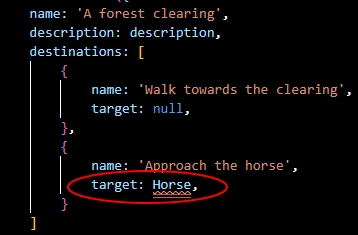 name: 'A forest clearing',
description: description,
destinations: [
{
name: 'Walk towards the clearing',
target: null,
},
{
name: 'Approach the horse',
target: Horse,
}
]